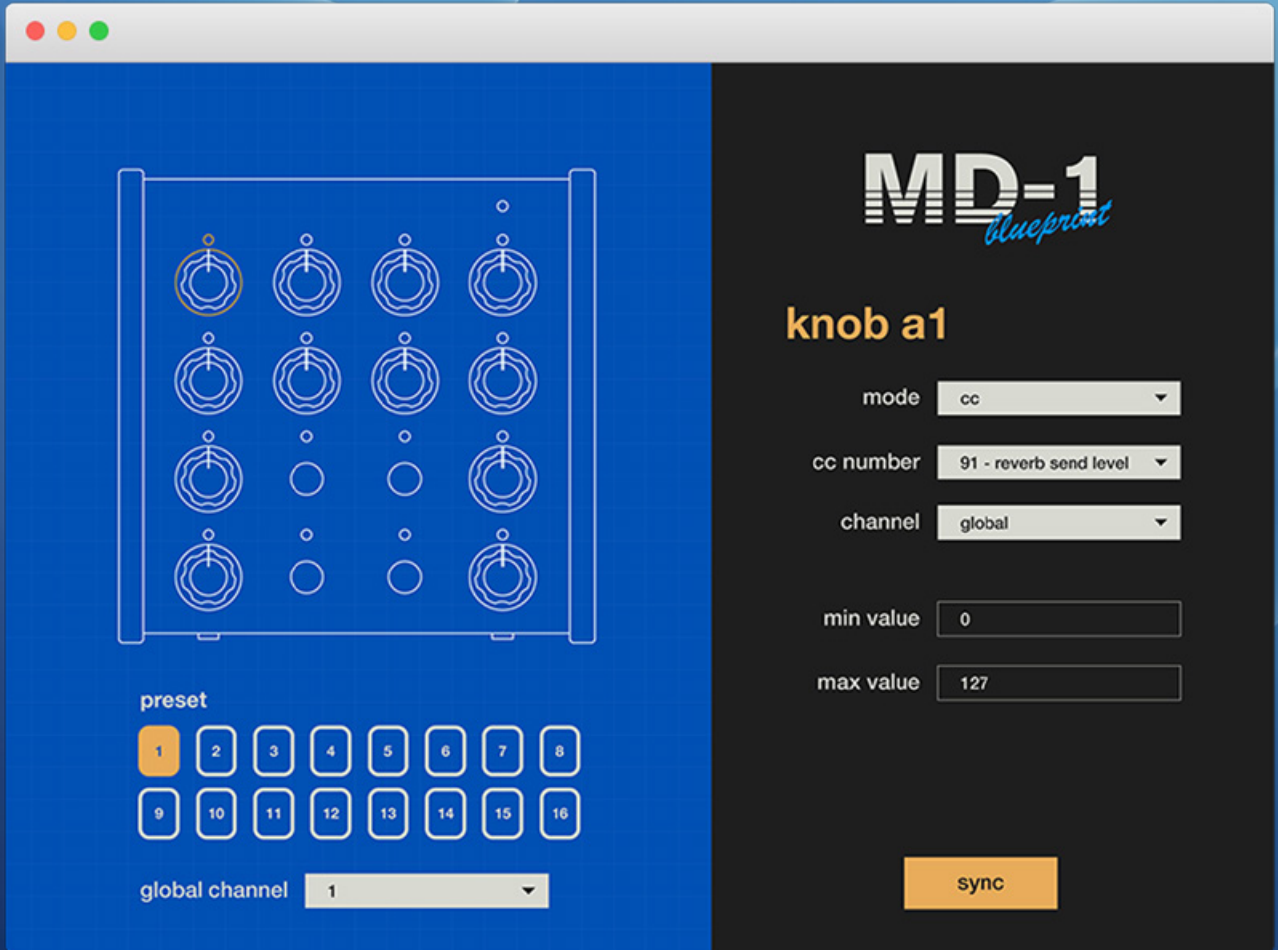 MD-1
blueprint
knob a1
mode cc
cc number 91 - reverb send level
channel global
min value 0
max value 127
sync
preset
1 2 3 4 5 6 7 8
9 10 11 12 13 14 15 16
global channel 1